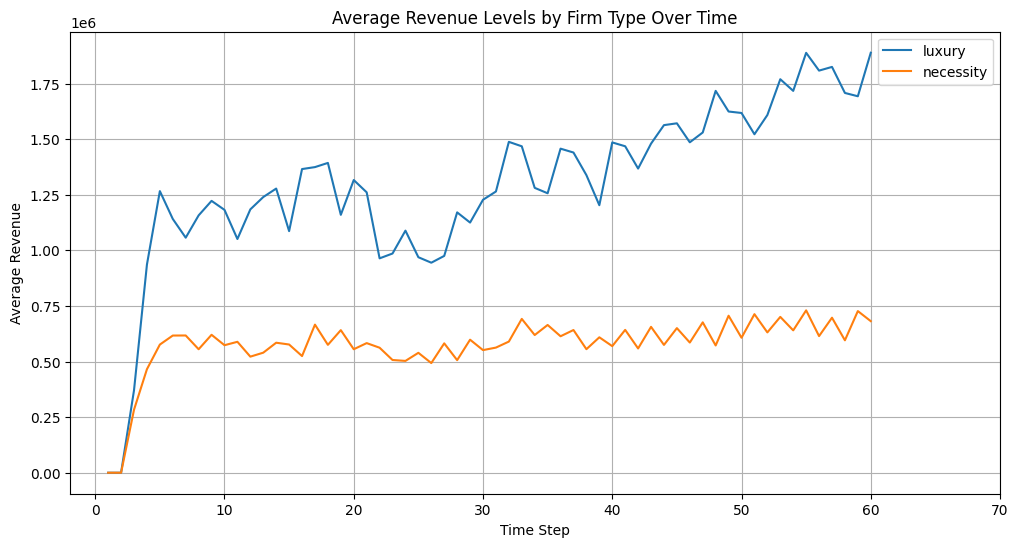 Average Revenue Levels by Firm Type Over Time
1e6
luxury
necessity
1.75
1.50
1.25
1.00
0.75
0.50
0.25
0.00
Average Revenue
0 10 20 30 40 50 60 70
Time Step